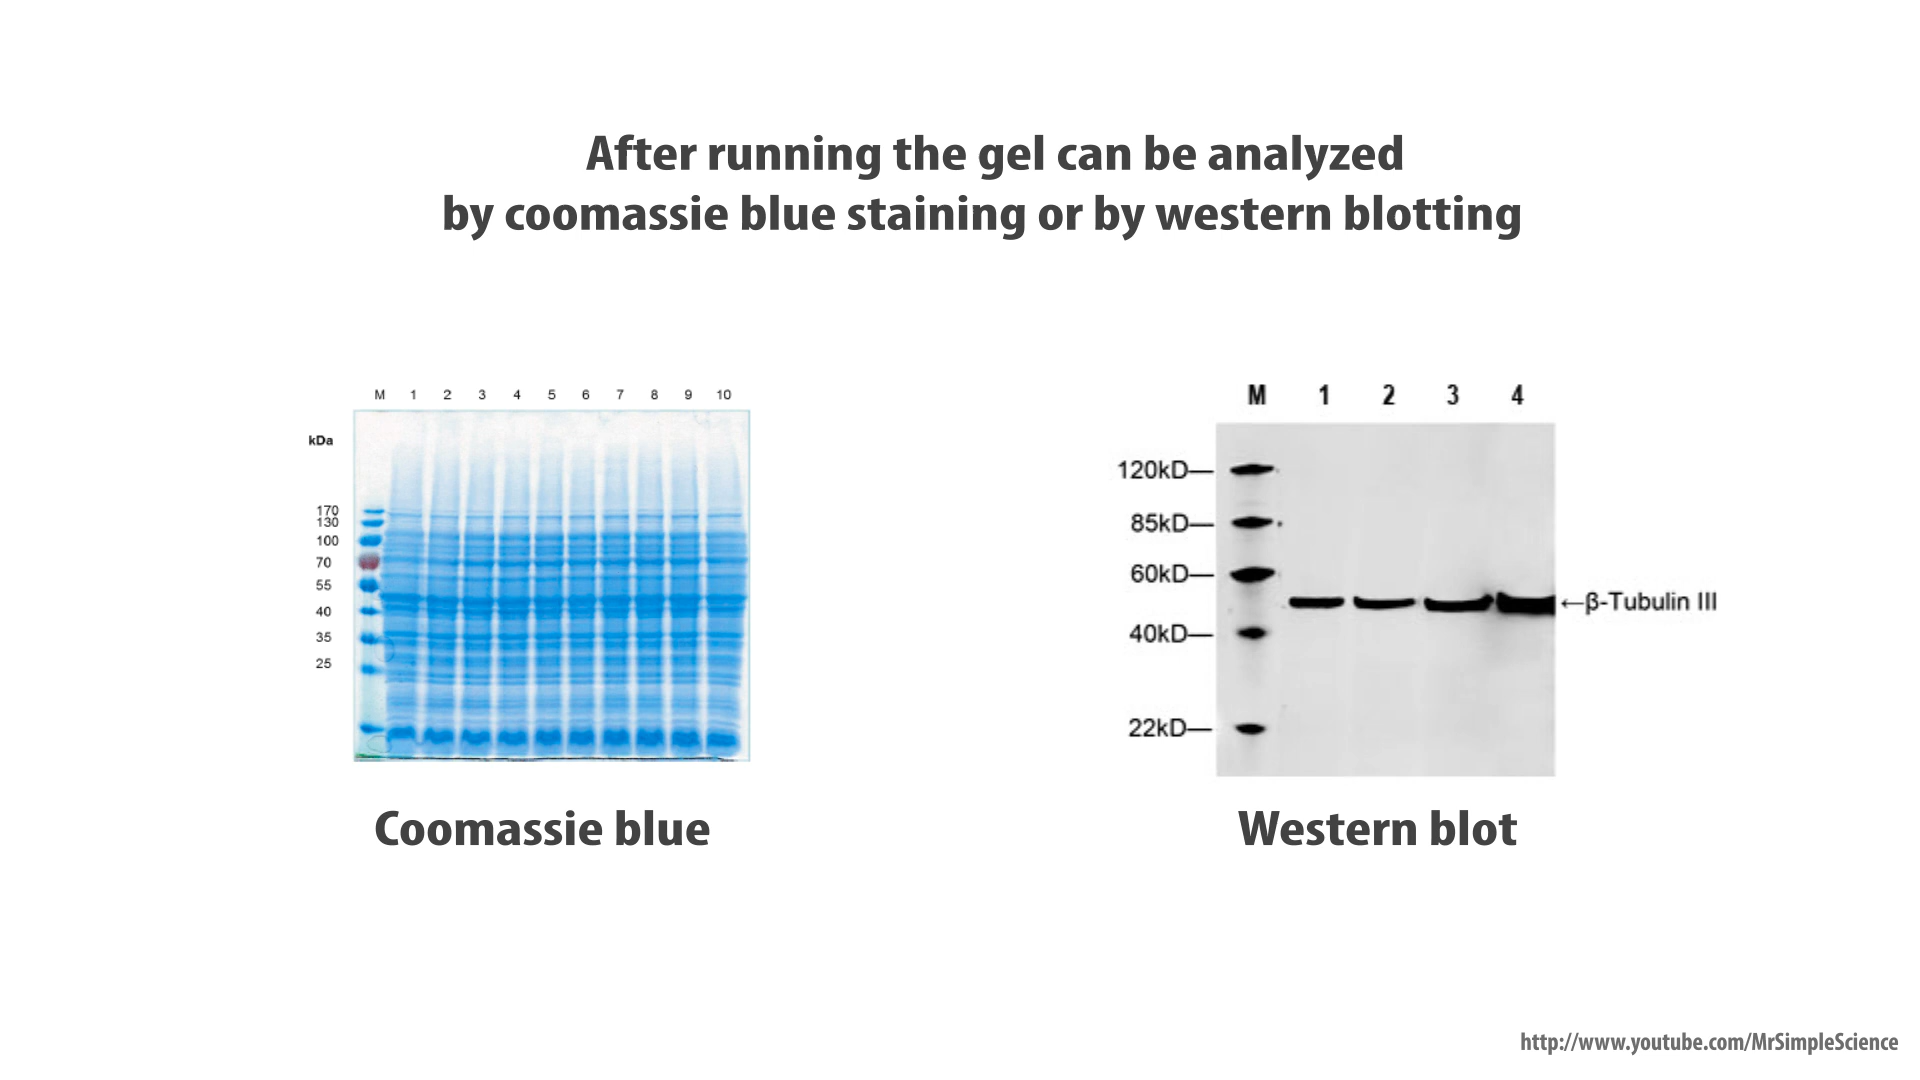 After running the gel can be analyzed
by coomassie blue staining or by western blotting
M 1 2 3 4 5 6 7 8 9 10
kDa
170
130
100
70
55
40
35
25
Coomassie blue
M 1 2 3 4
120kD
85kD
60kD
←β-Tubulin III
40kD
22kD
Western blot
http://www.youtube.com/MrSimpleScience